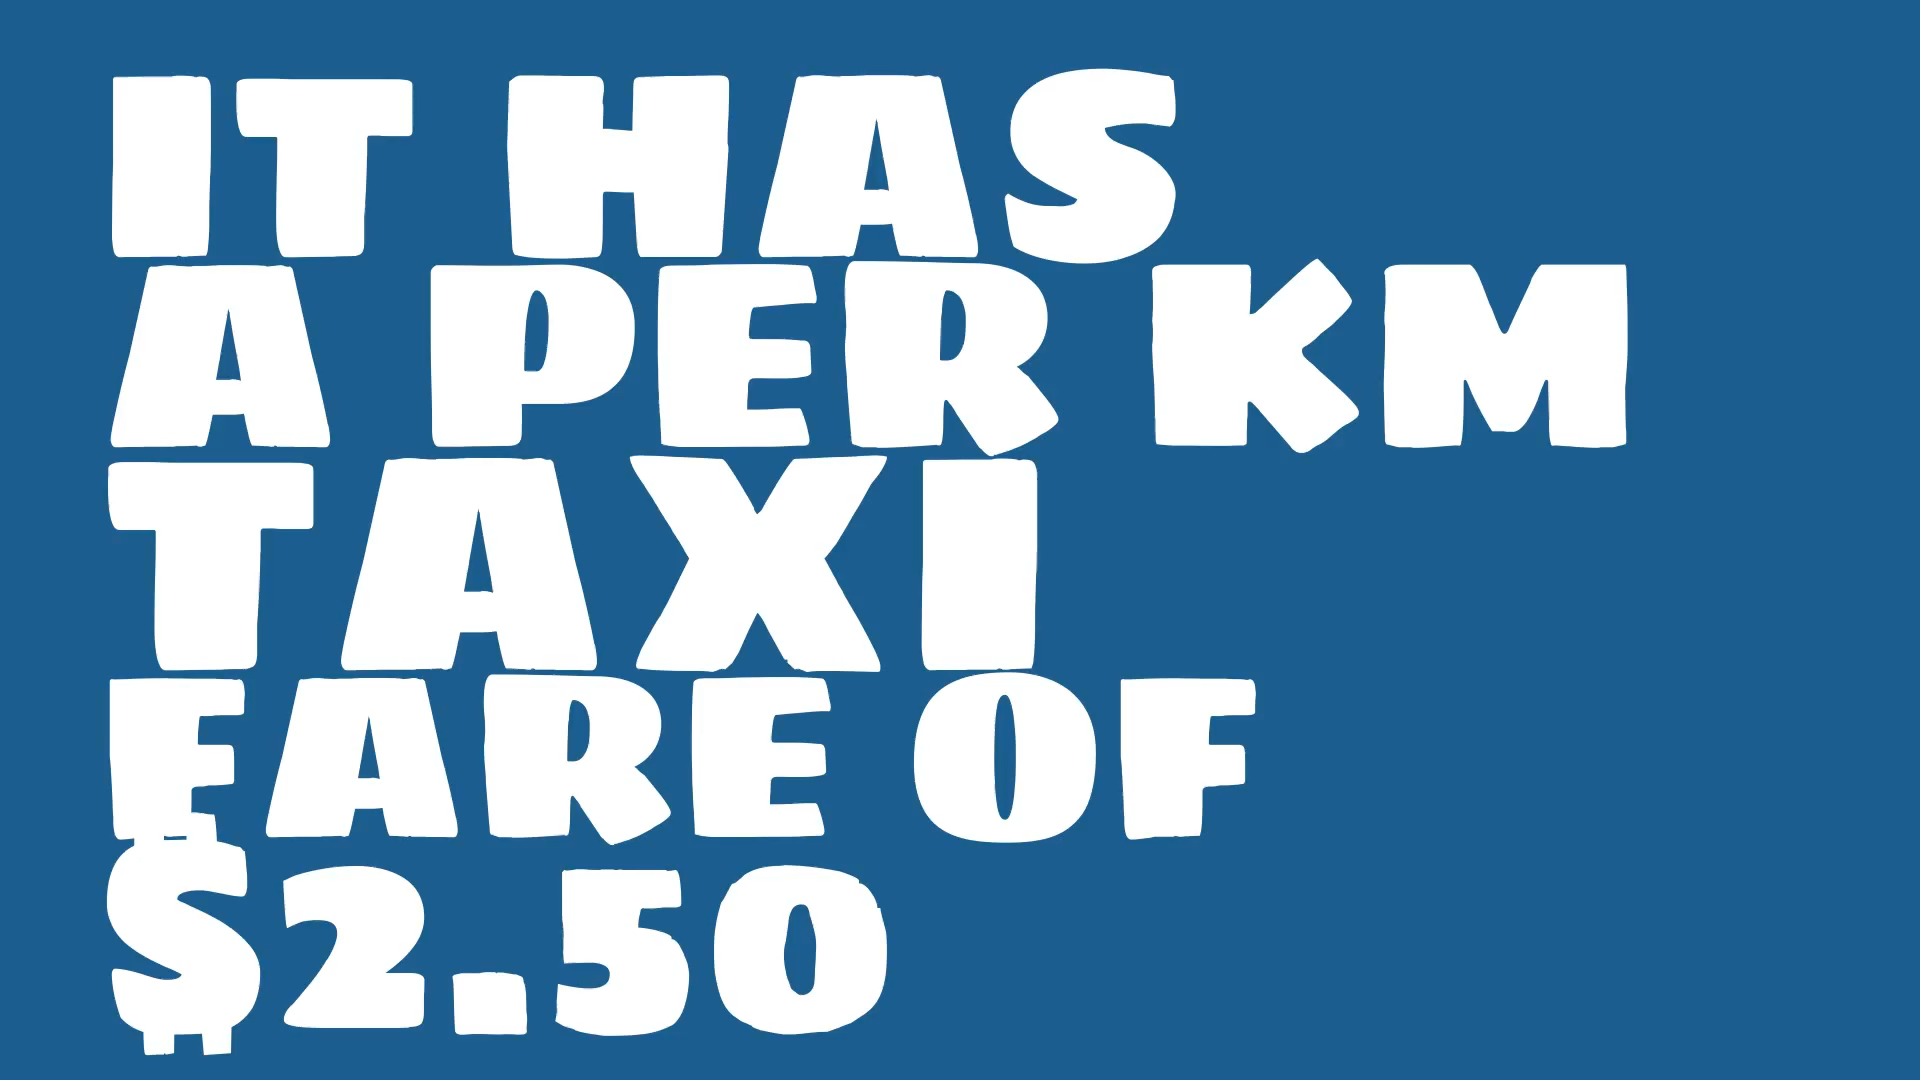 IT HAS
A PER KM
TAXI
FARE OF
$2.50